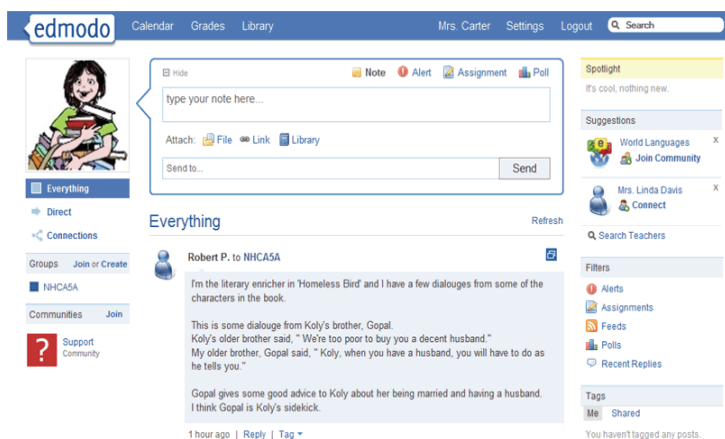 edmodo
Calendar Grades Library Mrs. Carter Settings Logout Search
Hide Note Alert Assignment Poll
type your note here...
Attach: File Link Library
Send to... Send
Everything
Direct
Connections
Groups Join or Create
NHCA5A
Communities Join
Support
Community
Everything Refresh
Robert P. to NHCA5A
I'm the literary enricher in 'Homeless Bird' and I have a few dialouges from some of the
characters in the book.
This is some dialouge from Koly's brother, Gopal.
Koly's older brother said, " We're too poor to buy you a decent husband."
My older brother, Gopal said, " Koly, when you have a husband, you will have to do as
he tells you."
Gopal gives some good advice to Koly about her being married and having a husband.
I think Gopal is Koly's sidekick.
1 hour ago | Reply | Tag
Spotlight
It's cool, nothing new.
Suggestions
World Languages x
Join Community
Mrs. Linda Davis x
Connect
Search Teachers
Filters
Alerts
Assignments
Feeds
Polls
Recent Replies
Tags
Me Shared
You haven't tagged any posts.